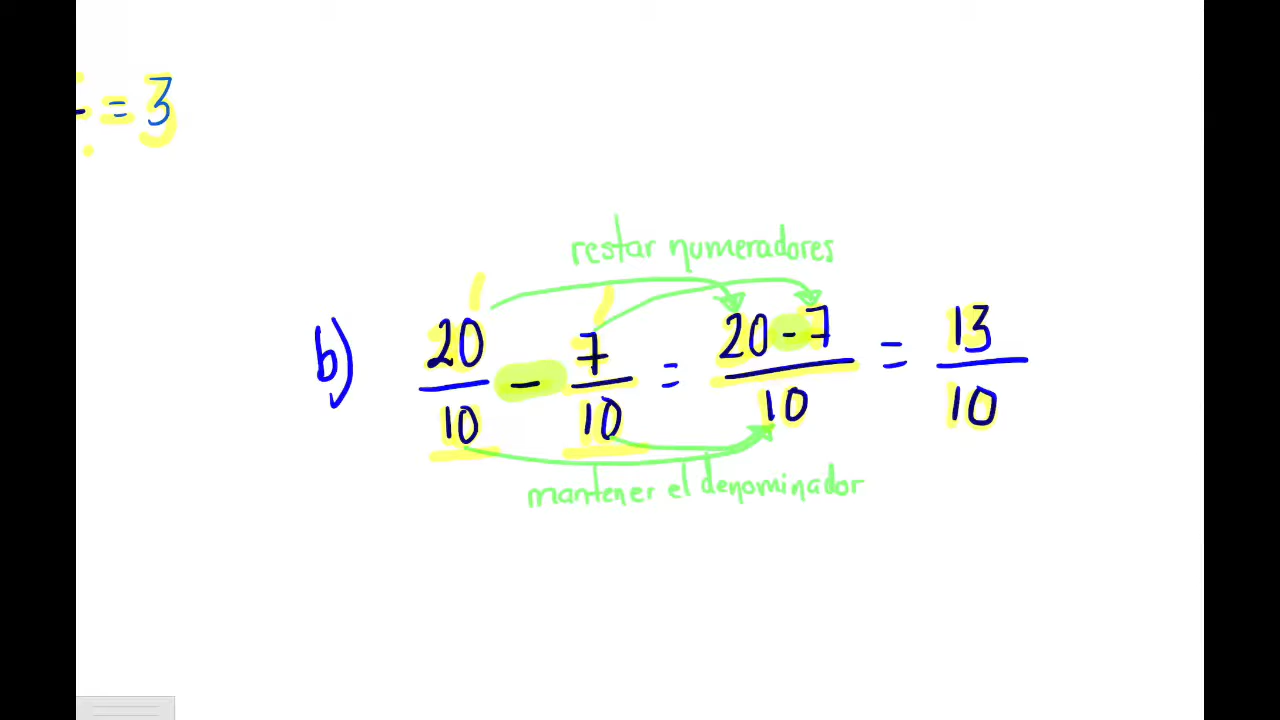 = 3
restar numeradores
b) 20/10 - 7/10 = 20-7/10 = 13/10
mantener el denominador